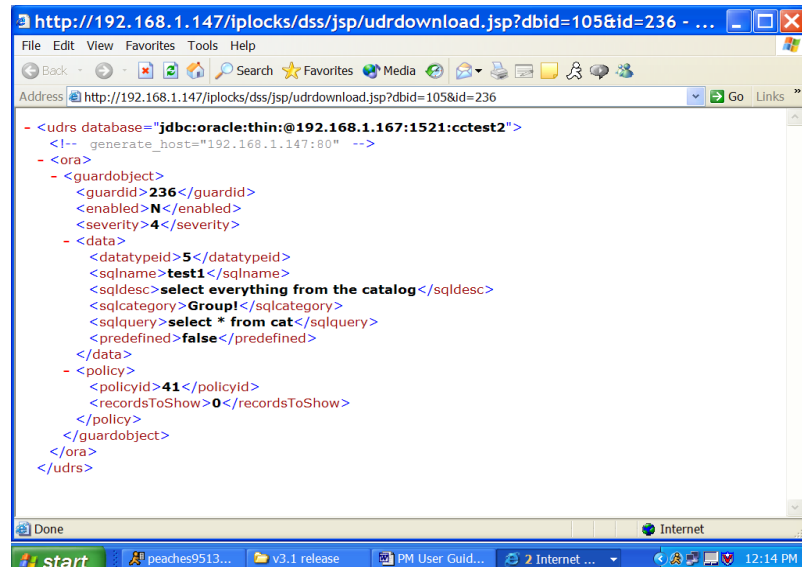 http://192.168.1.147/iplocks/dss/jsp/udrdownload.jsp?dbid=105&id=236 - ...
File Edit View Favorites Tools Help
Back Search Favorites Media
Address http://192.168.1.147/iplocks/dss/jsp/udrdownload.jsp?dbid=105&id=236 Go Links »
- <udrs database="jdbc:oracle:thin:@192.168.1.167:1521:cctest2">
<!-- generate_host="192.168.1.147:80" -->
- <ora>
- <guardobject>
<guardid>236</guardid>
<enabled>N</enabled>
<severity>4</severity>
- <data>
<datatypeid>5</datatypeid>
<sqlname>test1</sqlname>
<sqldesc>select everything from the catalog</sqldesc>
<sqlcategory>Group!</sqlcategory>
<sqlquery>select * from cat</sqlquery>
<predefined>false</predefined>
</data>
- <policy>
<policyid>41</policyid>
<recordsToShow>0</recordsToShow>
</policy>
</guardobject>
</ora>
</udrs>
Done Internet
start peaches9513... v3.1 release PM User Guid... 2 Internet ... 12:14 PM